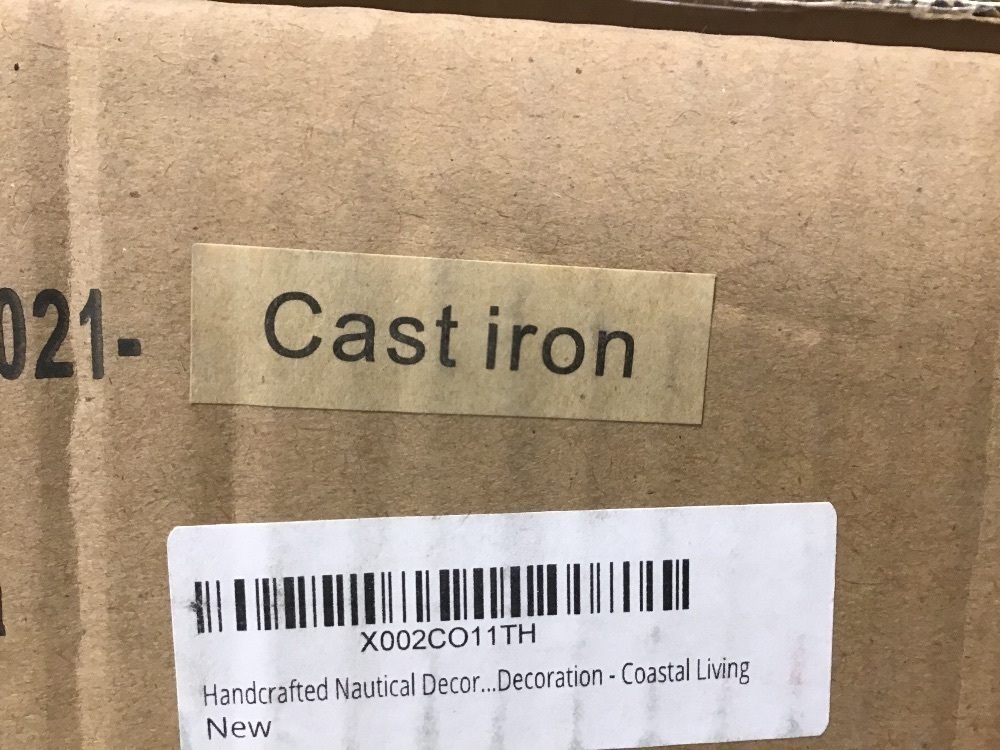 021-
Cast iron
X002CO11TH
Handcrafted Nautical Decor...Decoration - Coastal Living
New